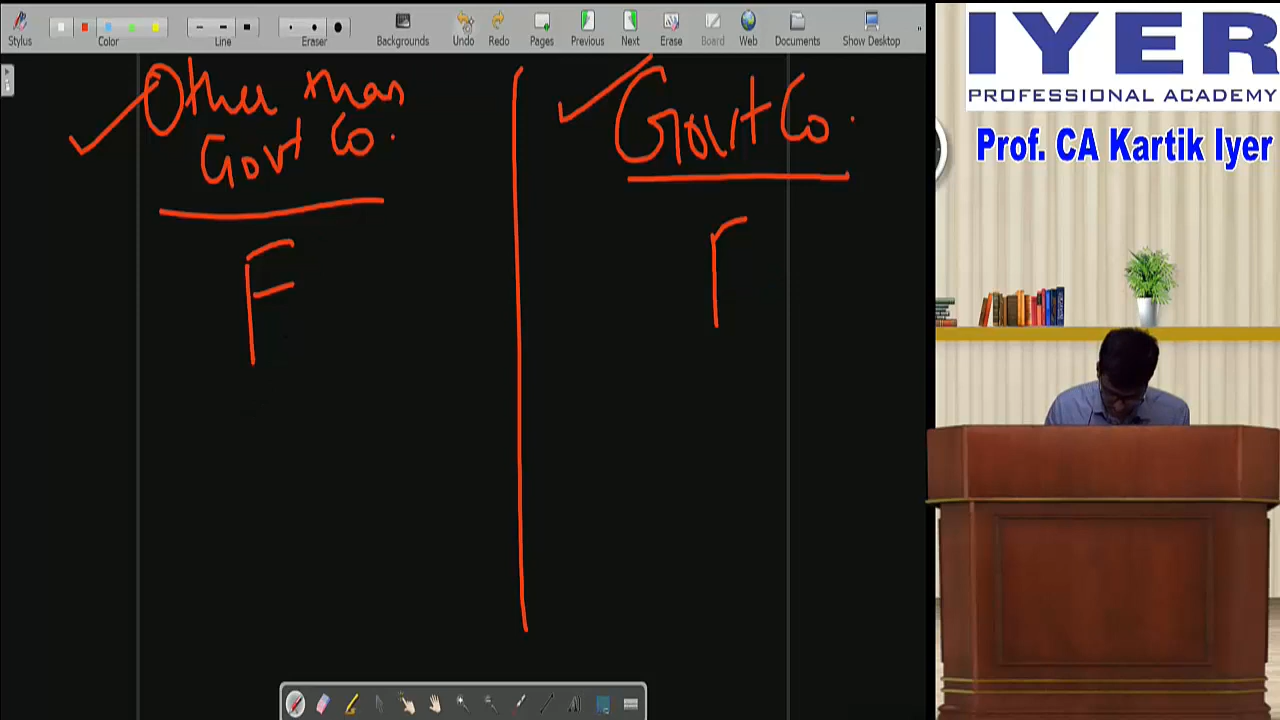 Stylus
Color
Line
Eraser
Backgrounds
Undo
Redo
Pages
Previous
Next
Erase
Board
Web
Documents
Show Desktop
Other than
Govt Co.
F
Govt Co.
IYER
PROFESSIONAL ACADEMY
Prof. CA Kartik Iyer